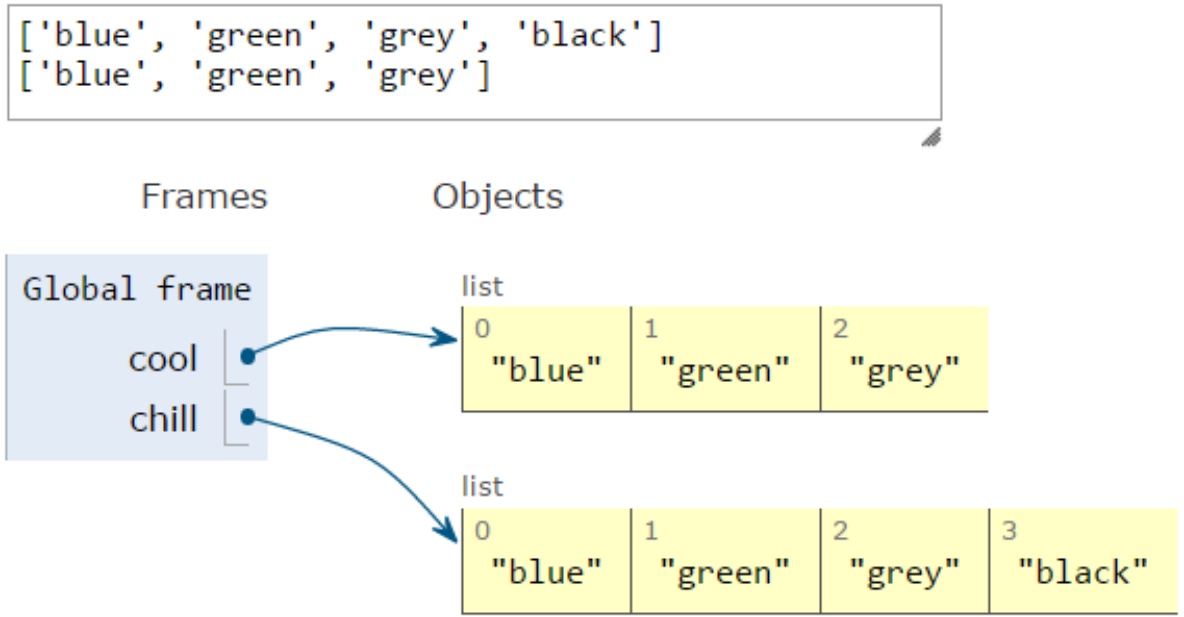 ['blue', 'green', 'grey', 'black']
['blue', 'green', 'grey']
Frames Objects
Global frame
cool
chill
list
0 1 2
"blue" "green" "grey"
list
0 1 2 3
"blue" "green" "grey" "black"